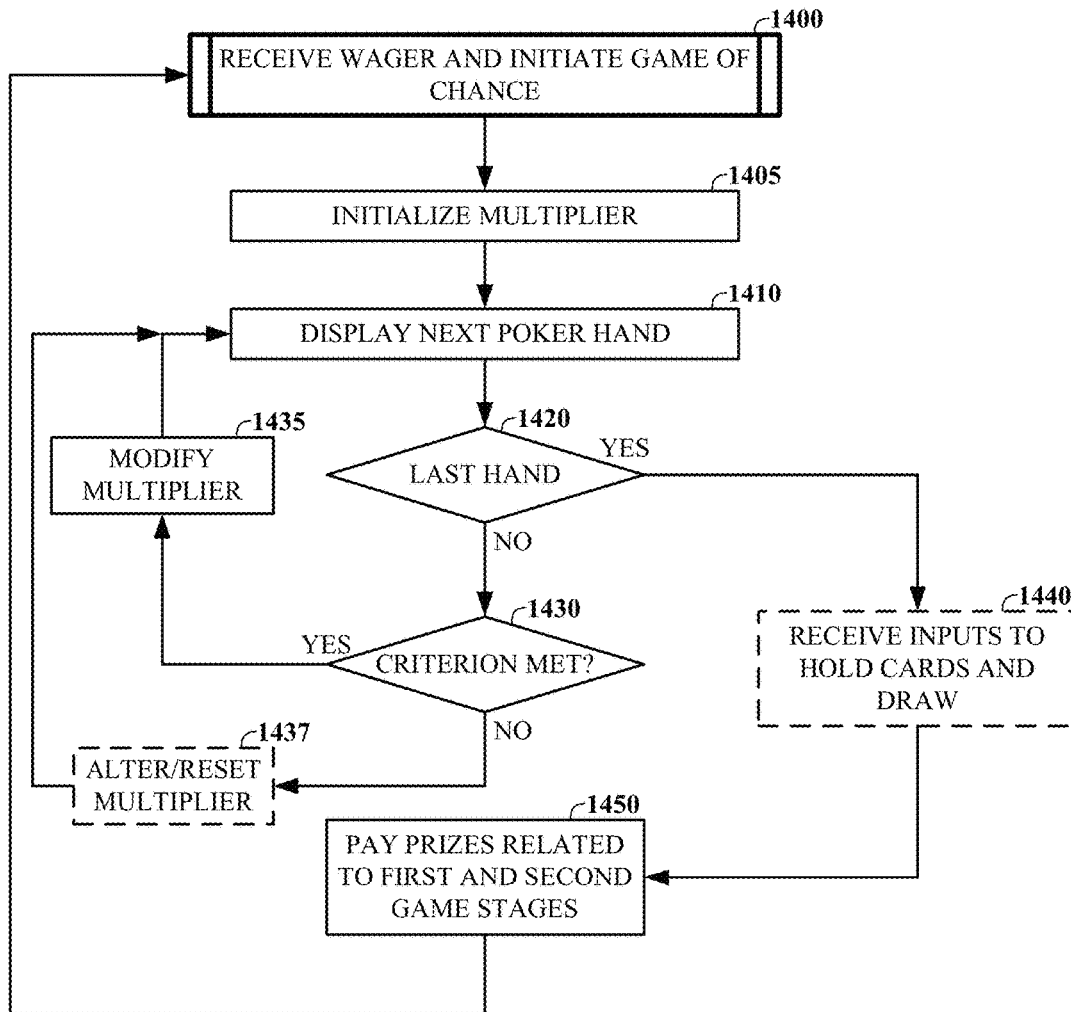 1400
RECEIVE WAGER AND INITIATE GAME OF
CHANCE
1405
INITIALIZE MULTIPLIER
1410
DISPLAY NEXT POKER HAND
1420
LAST HAND
YES
NO
1435
MODIFY
MULTIPLIER
1430
CRITERION MET?
YES
NO
1437
ALTER/RESET
MULTIPLIER
1440
RECEIVE INPUTS TO
HOLD CARDS AND
DRAW
1450
PAY PRIZES RELATED
TO FIRST AND SECOND
GAME STAGES